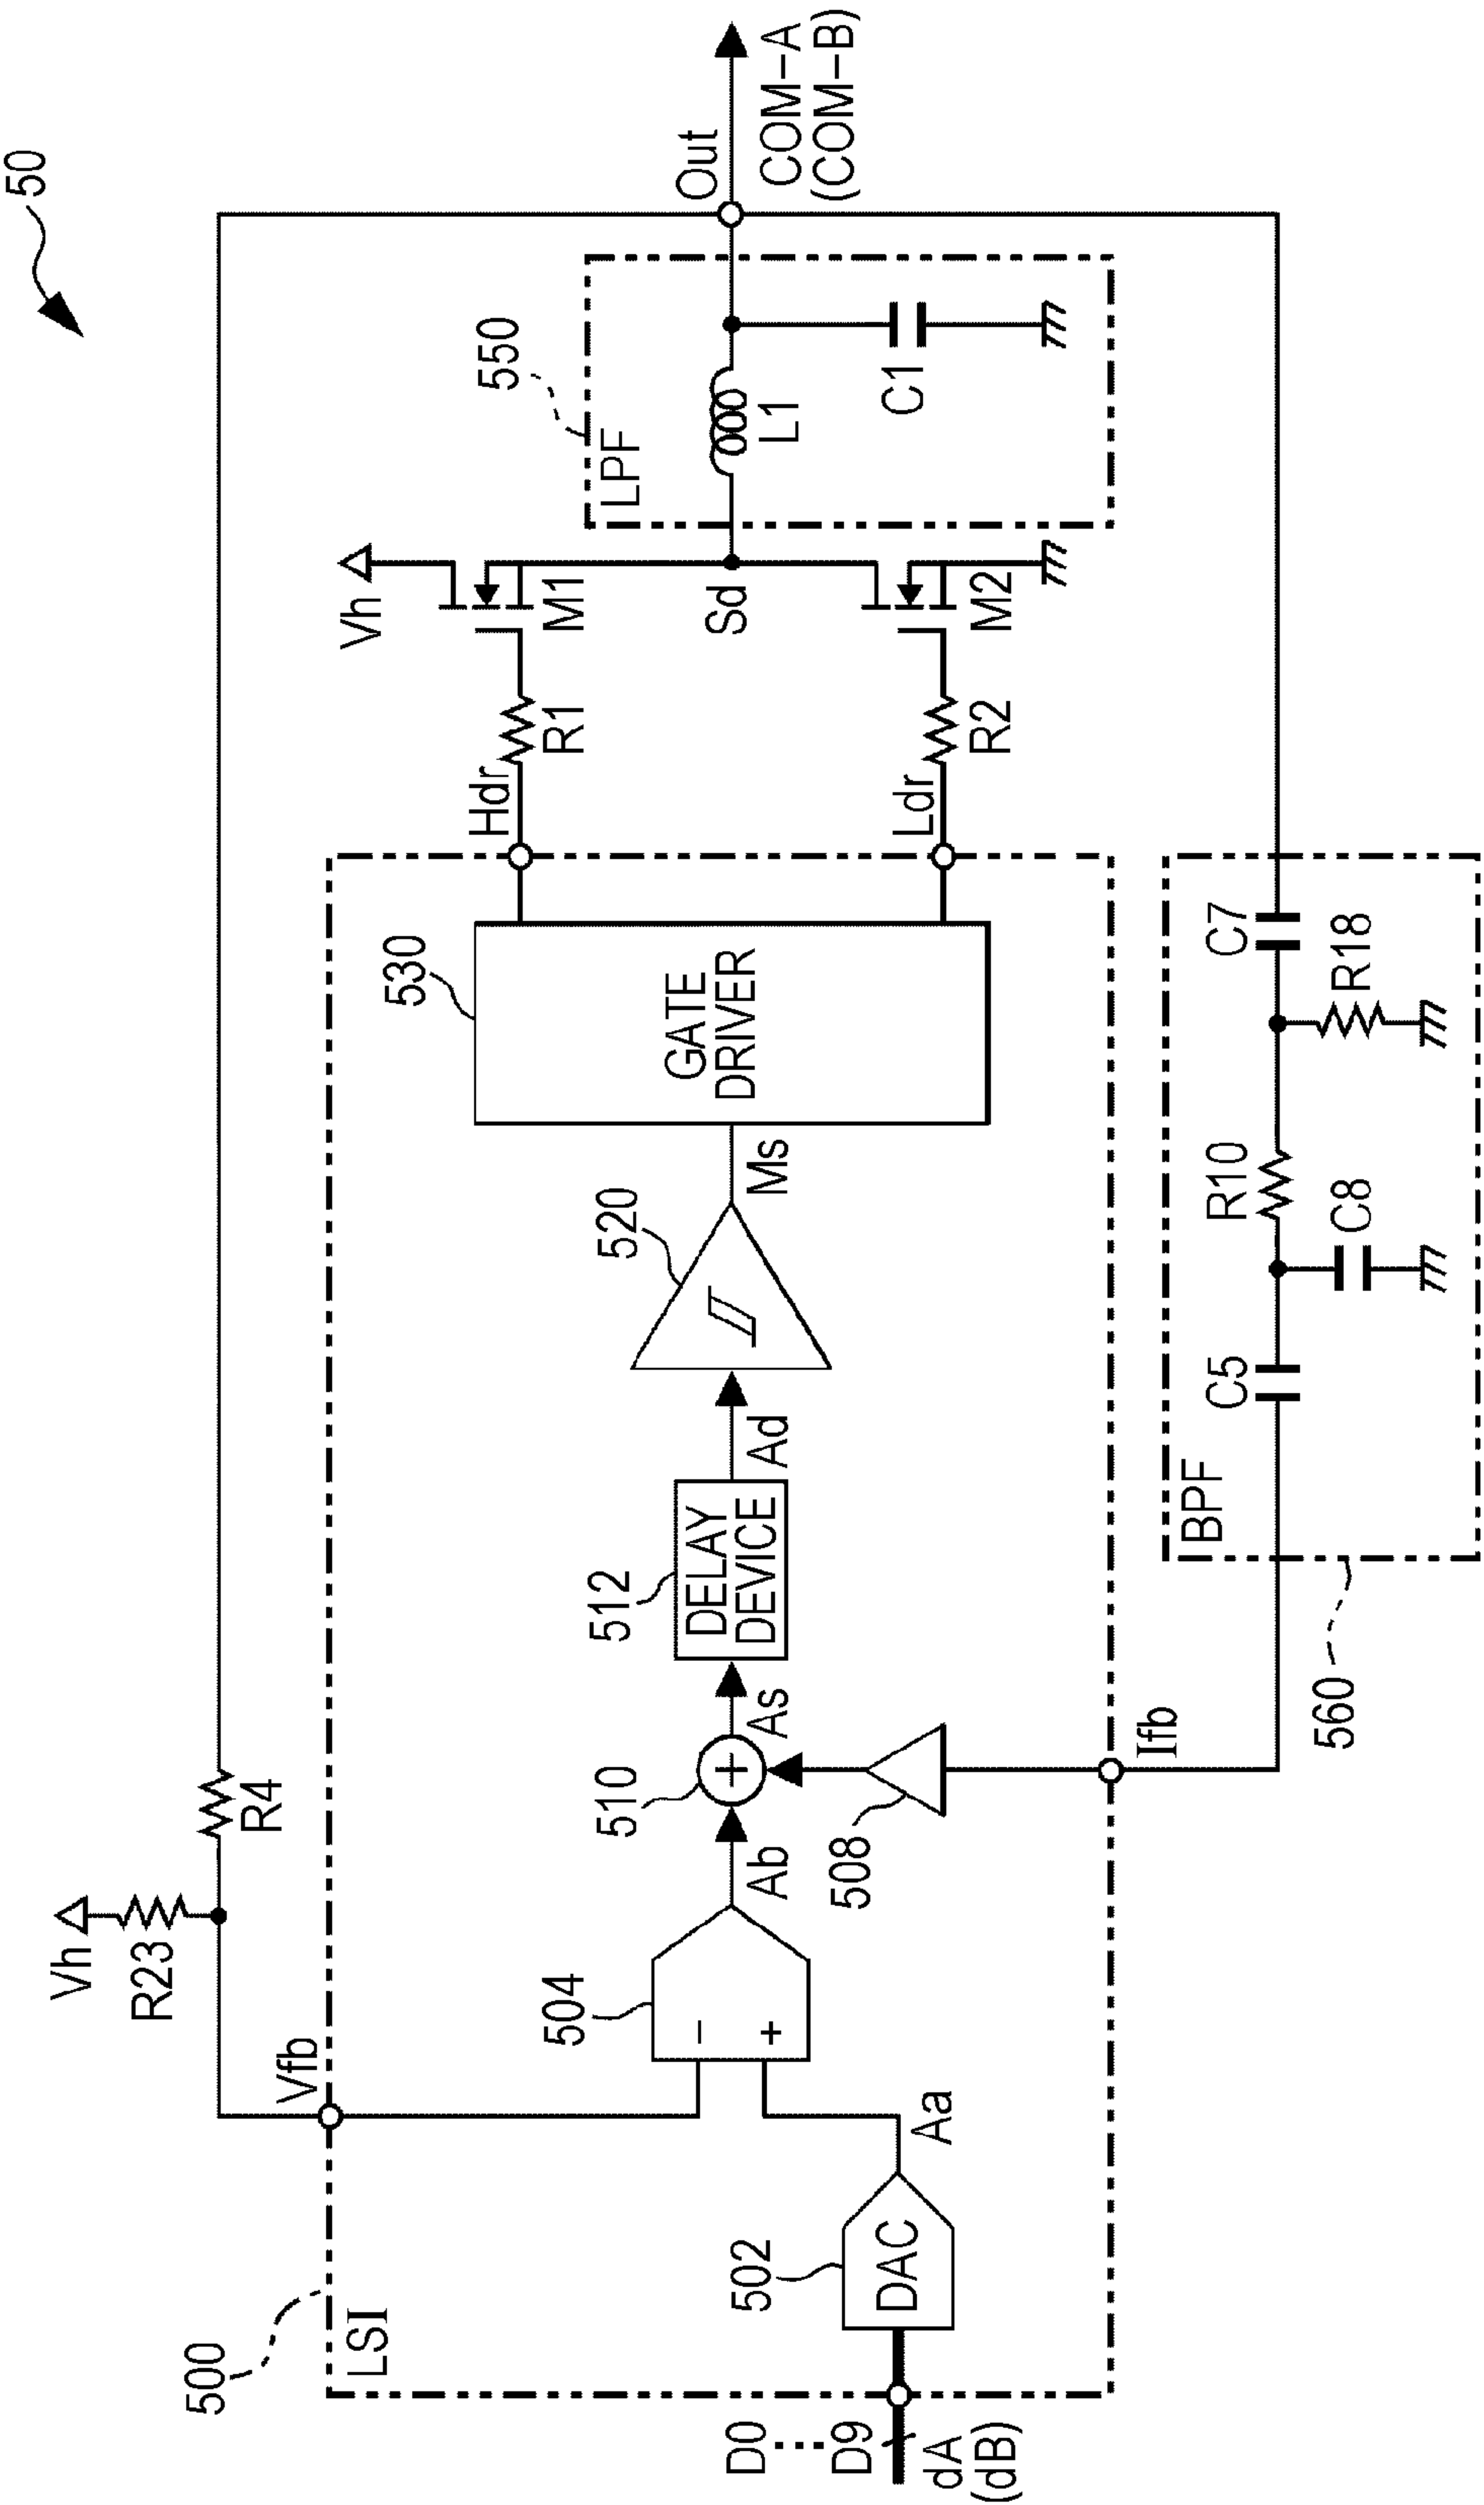 50
Vh
R23
R4
Vfb
500
LSI
D0
D9
dA
(dB)
502
DAC
Aa
504
−
+
Ab
510
+
508
As
512
DELAY
DEVICE
Ad
520
Ms
530
GATE
DRIVER
Hdr
Ldr
R1
R2
Vh
M1
M2
Sd
550
LPF
L1
C1
Out
COM−A
(COM−B)
Ifb
560
BPF
C5
C8
R10
R18
C7